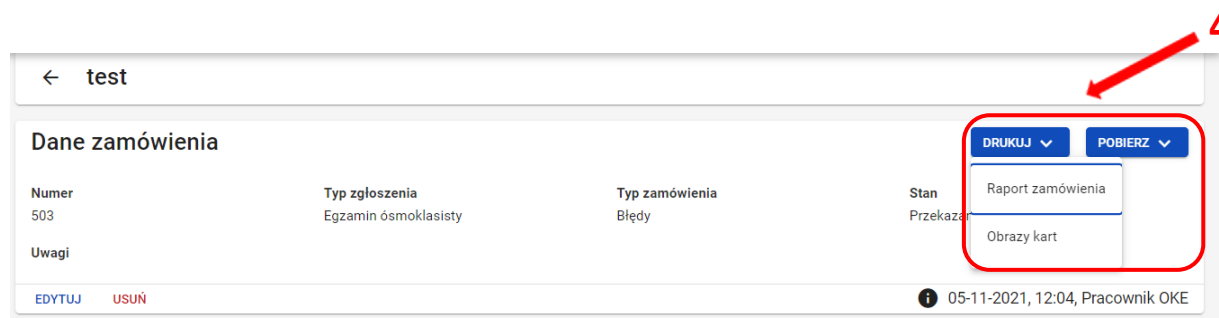 4
← test
Dane zamówienia
DRUKUJ POBIERZ
Numer Typ zgłoszenia Typ zamówienia Stan
503 Egzamin ósmoklasisty Błędy
Raport zamówienia
Obrazy kart
Uwagi
EDYTUJ USUŃ 05-11-2021, 12:04, Pracownik OKE